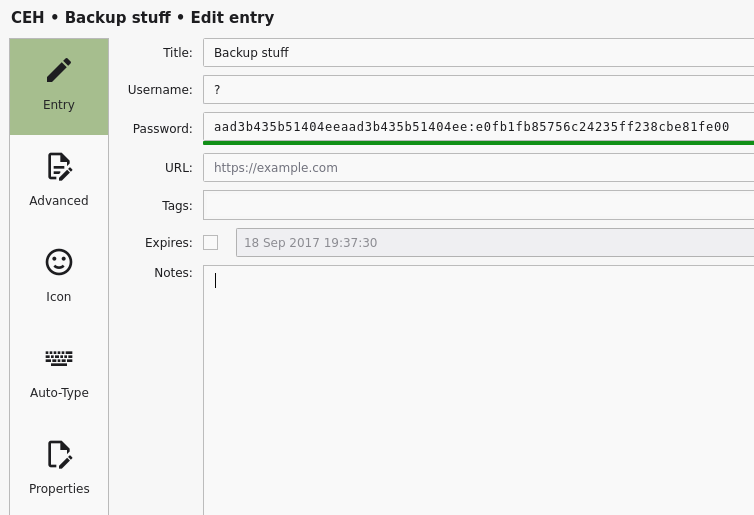 CEH • Backup stuff • Edit entry
Entry
Advanced
Icon
Auto-Type
Properties
Title: Backup stuff
Username: ?
Password: aad3b435b51404eeaad3b435b51404ee:e0fb1fb85756c24235ff238cbe81fe00
URL: https://example.com
Tags:
Expires: 18 Sep 2017 19:37:30
Notes: